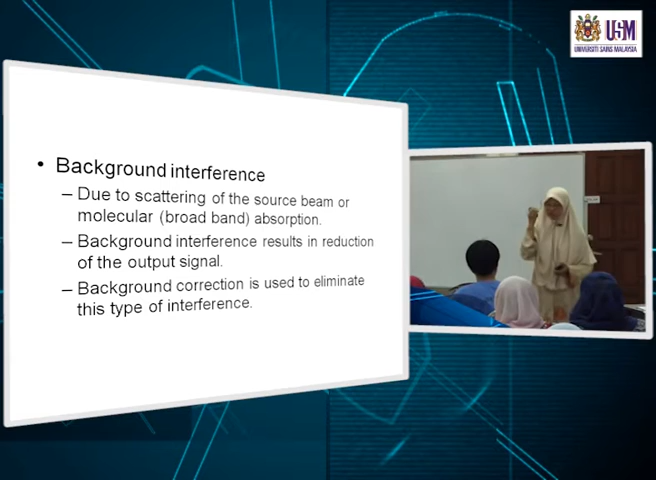 USM
UNIVERSITI SAINS MALAYSIA
• Background interference
– Due to scattering of the source beam or
molecular (broad band) absorption.
– Background interference results in reduction
of the output signal.
– Background correction is used to eliminate
this type of interference.